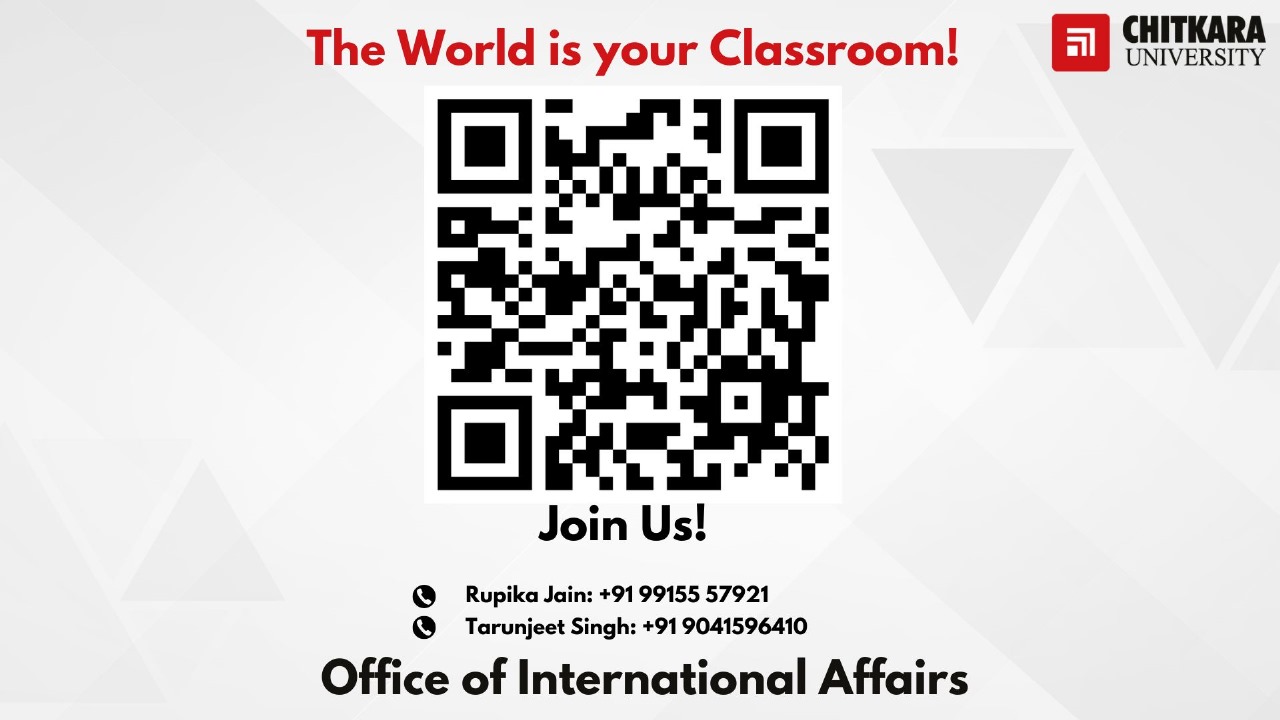 The World is your Classroom!
CHITKARA
UNIVERSITY
Join Us!
Rupika Jain: +91 99155 57921
Tarunjeet Singh: +91 9041596410
Office of International Affairs